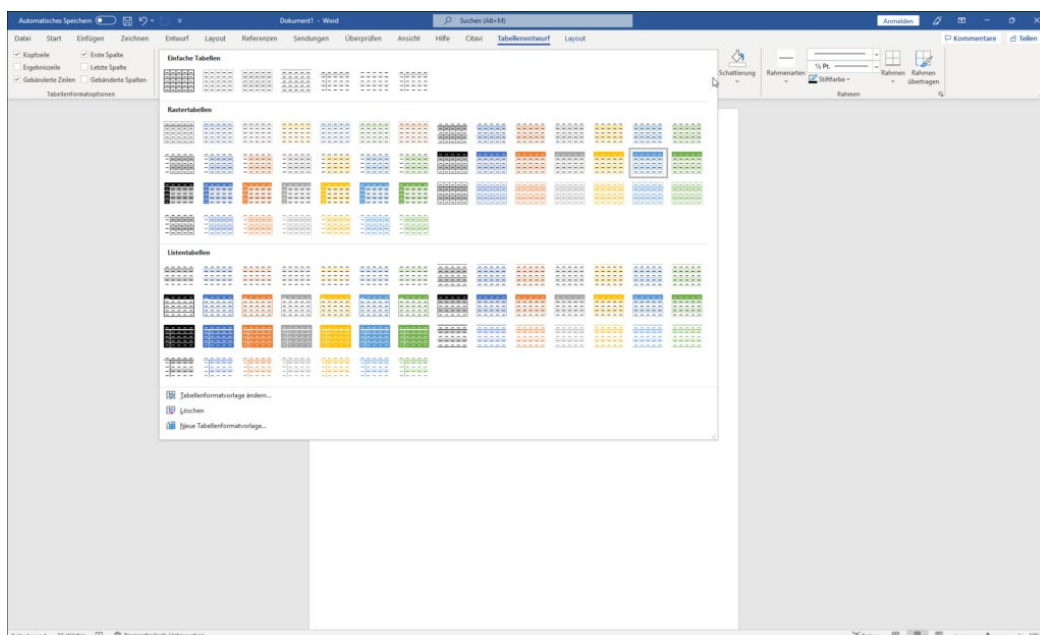 Automatisches Speichern
Dokument1 - Word
Suchen (Alt+M)
Anmelden
Datei Start Einfügen Zeichnen Entwurf Layout Referenzen Sendungen Überprüfen Ansicht Hilfe Citavi Tabellenentwurf Layout
Kommentare Teilen
Kopfzeile Erste Spalte
Ergebniszeile Letzte Spalte
Gebänderte Zeilen Gebänderte Spalten
Tabellenformatoptionen
Einfache Tabellen
Rastertabellen
Listentabellen
Tabellenformatvorlage ändern...
Löschen
Neue Tabellenformatvorlage...
Schattierung
Rahmenarten
½ Pt.
Stiftfarbe
Rahmen
Rahmen übertragen
Rahmen